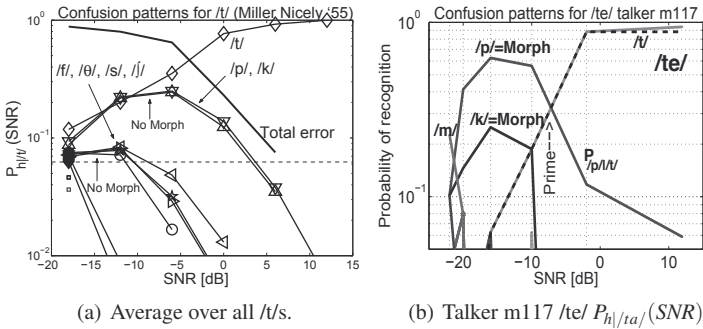 Confusion patterns for /t/ (Miller Nicely '55)
10^0
10^-1
10^-2
P_h|/t/ (SNR)
/t/
/f/, /θ/, /s/, /ʃ/
/p/, /k/
No Morph
Total error
No Morph
−20 −15 −10 −5 0 5 10 15
SNR [dB]
(a) Average over all /t/s.
Confusion patterns for /te/ talker m117
10^0
10^-1
Probability of recognition
/p/=Morph
/t/
/te/
/k/=Morph
/m/
Prime−−>
P_/p/l/t/
−20 −10 0 10
SNR [dB]
(b) Talker m117 /te/ P_h|/ta/(SNR)